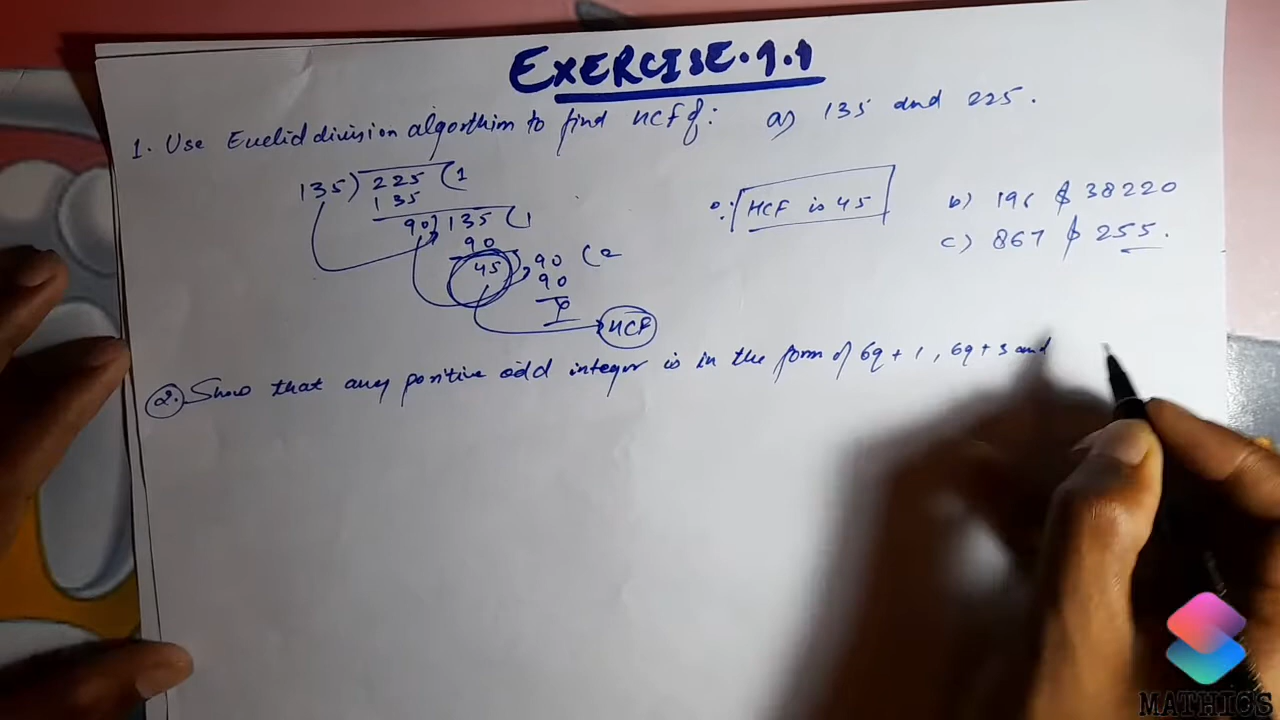 EXERCISE.1.1
1. Use Euclid division algorthim to find HCF of: a) 135 and 225.
135) 225 (1
135
90) 135 (1
90
45) 90 (2
90
0
HCF
∴ HCF is 45
b) 196 & 38220
c) 867 & 255.
2. Show that any positive odd integer is in the form of 6q + 1, 6q + 3 and
MATHIOS